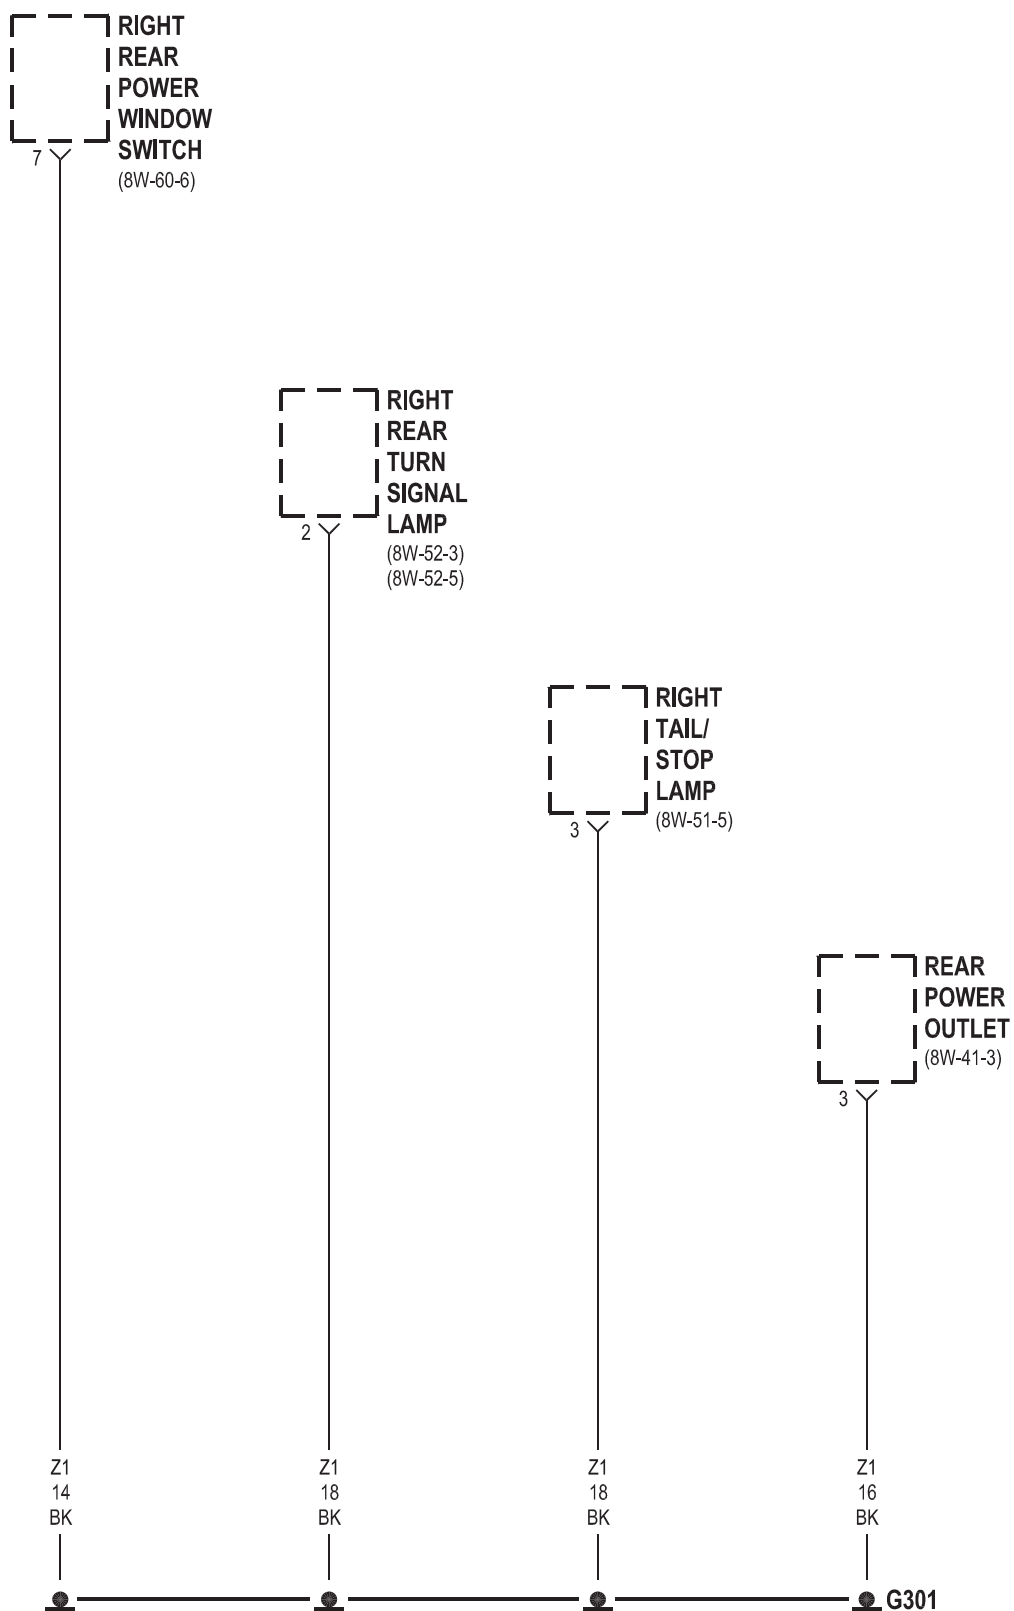 RIGHT
REAR
POWER
WINDOW
SWITCH
(8W-60-6)
7
RIGHT
REAR
TURN
SIGNAL
LAMP
(8W-52-3)
(8W-52-5)
2
RIGHT
TAIL/
STOP
LAMP
(8W-51-5)
3
REAR
POWER
OUTLET
(8W-41-3)
3
Z1
14
BK
Z1
18
BK
Z1
18
BK
Z1
16
BK
G301